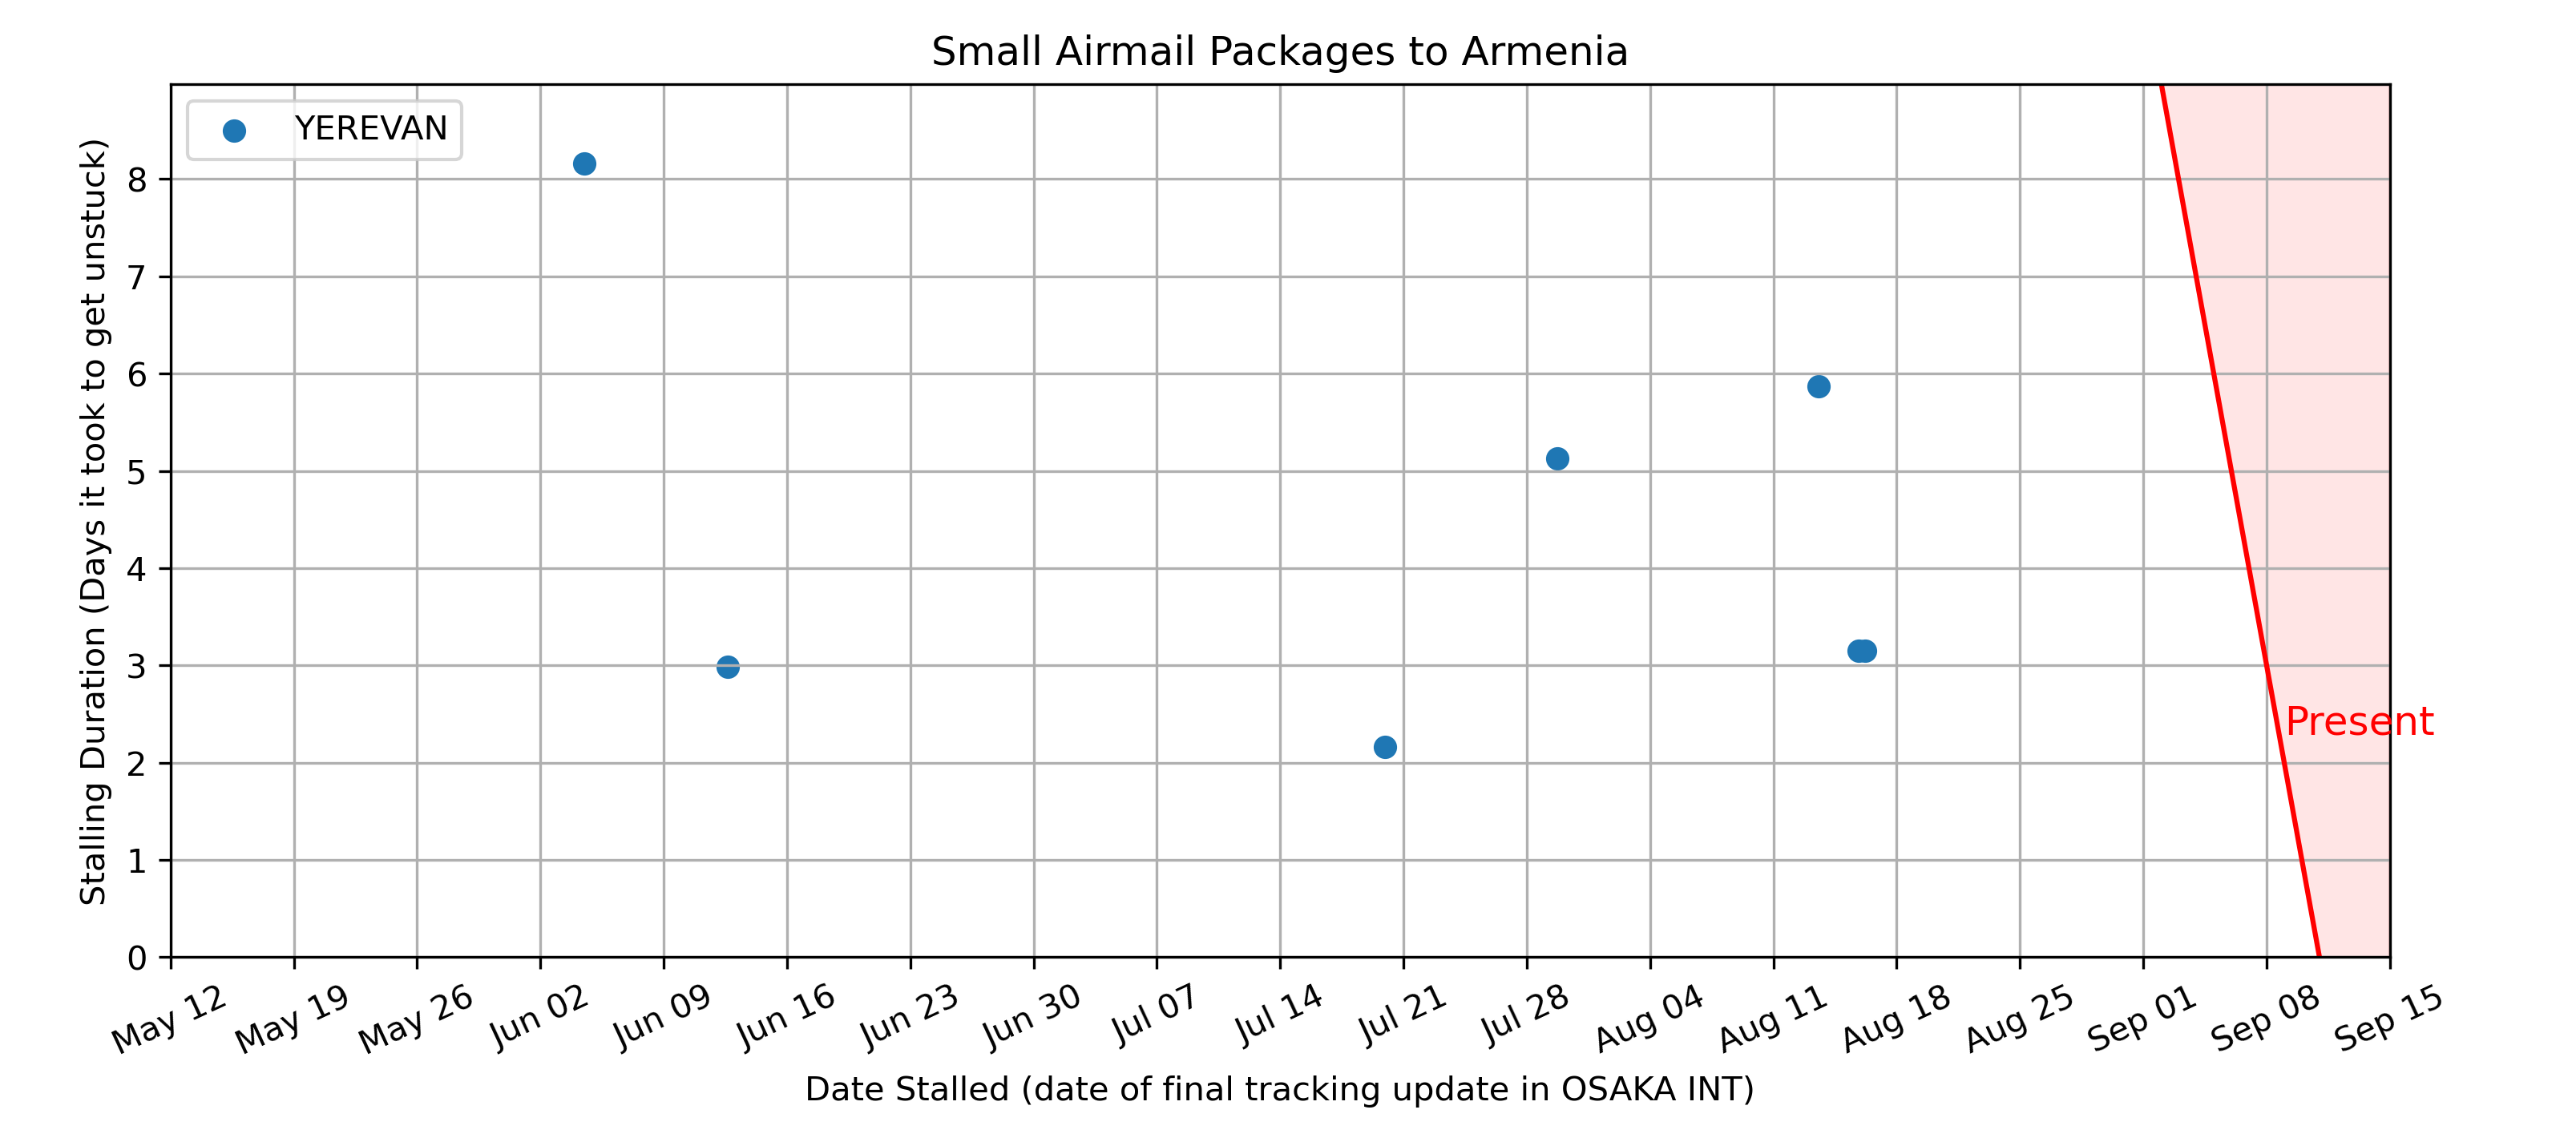 Small Airmail Packages to Armenia
YEREVAN
Stalling Duration (Days it took to get unstuck)
8
7
6
5
4
3
2
1
0
Present
May 12
May 19
May 26
Jun 02
Jun 09
Jun 16
Jun 23
Jun 30
Jul 07
Jul 14
Jul 21
Jul 28
Aug 04
Aug 11
Aug 18
Aug 25
Sep 01
Sep 08
Sep 15
Date Stalled (date of final tracking update in OSAKA INT)